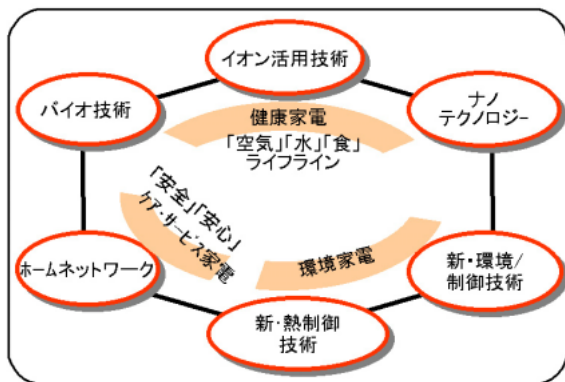 イオン活用技術
バイオ技術
ナノ
テクノロジー
健康家電
「空気」「水」「食」
ライフライン
「安全」「安心」
ケア・サービス家電
環境家電
ホームネットワーク
新・環境/
制御技術
新・熱制御
技術